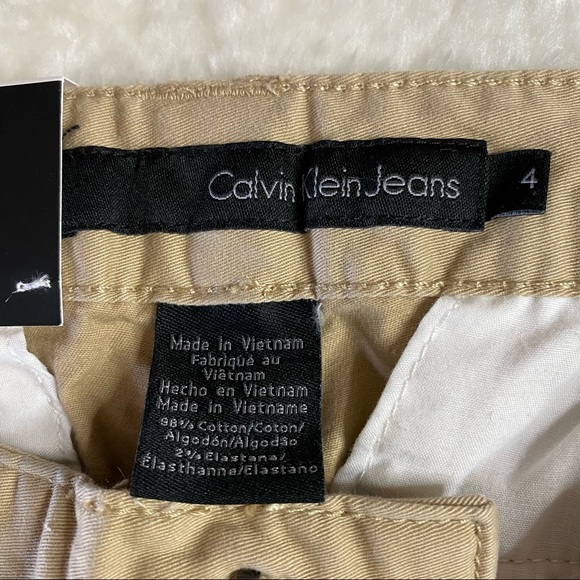 Calvin Klein Jeans
4
Made in Vietnam
Fabriqué au
Viêtnam
Hecho en Vietnam
Made in Vietname
98% Cotton/Coton/
Algodón/Algodão
2% Elastane/
Élasthanne/Elastano